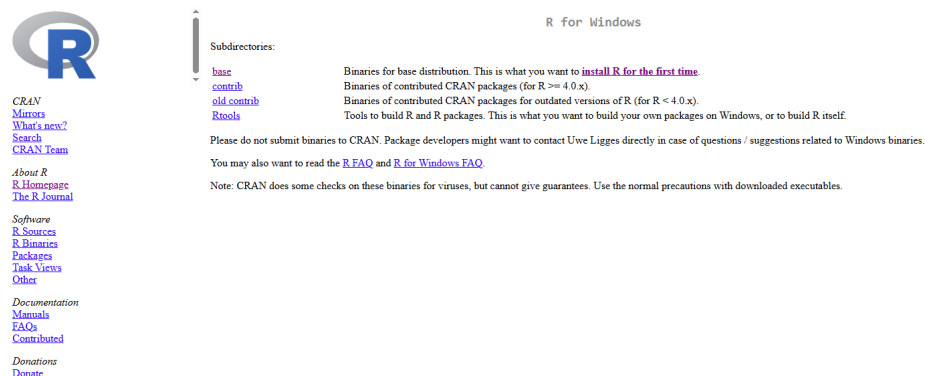 R
CRAN
Mirrors
What's new?
Search
CRAN Team
About R
R Homepage
The R Journal
Software
R Sources
R Binaries
Packages
Task Views
Other
Documentation
Manuals
FAQs
Contributed
Donations
Donate
R for Windows
Subdirectories:
base Binaries for base distribution. This is what you want to install R for the first time.
contrib Binaries of contributed CRAN packages (for R >= 4.0.x).
old contrib Binaries of contributed CRAN packages for outdated versions of R (for R < 4.0.x).
Rtools Tools to build R and R packages. This is what you want to build your own packages on Windows, or to build R itself.
Please do not submit binaries to CRAN. Package developers might want to contact Uwe Ligges directly in case of questions / suggestions related to Windows binaries.
You may also want to read the R FAQ and R for Windows FAQ.
Note: CRAN does some checks on these binaries for viruses, but cannot give guarantees. Use the normal precautions with downloaded executables.